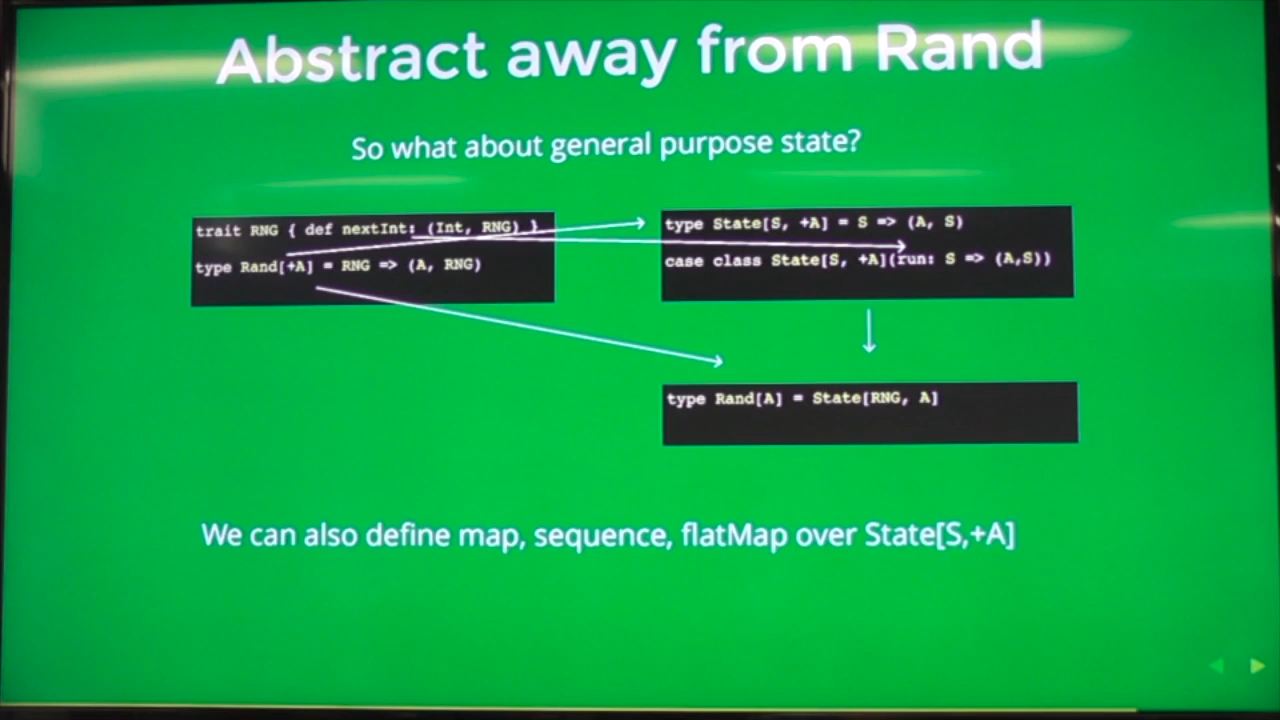 Abstract away from Rand
So what about general purpose state?
trait RNG { def nextInt: (Int, RNG) }
type Rand[+A] = RNG => (A, RNG)
type State[S, +A] = S => (A, S)
case class State[S, +A](run: S => (A,S))
type Rand[A] = State[RNG, A]
We can also define map, sequence, flatMap over State[S,+A]